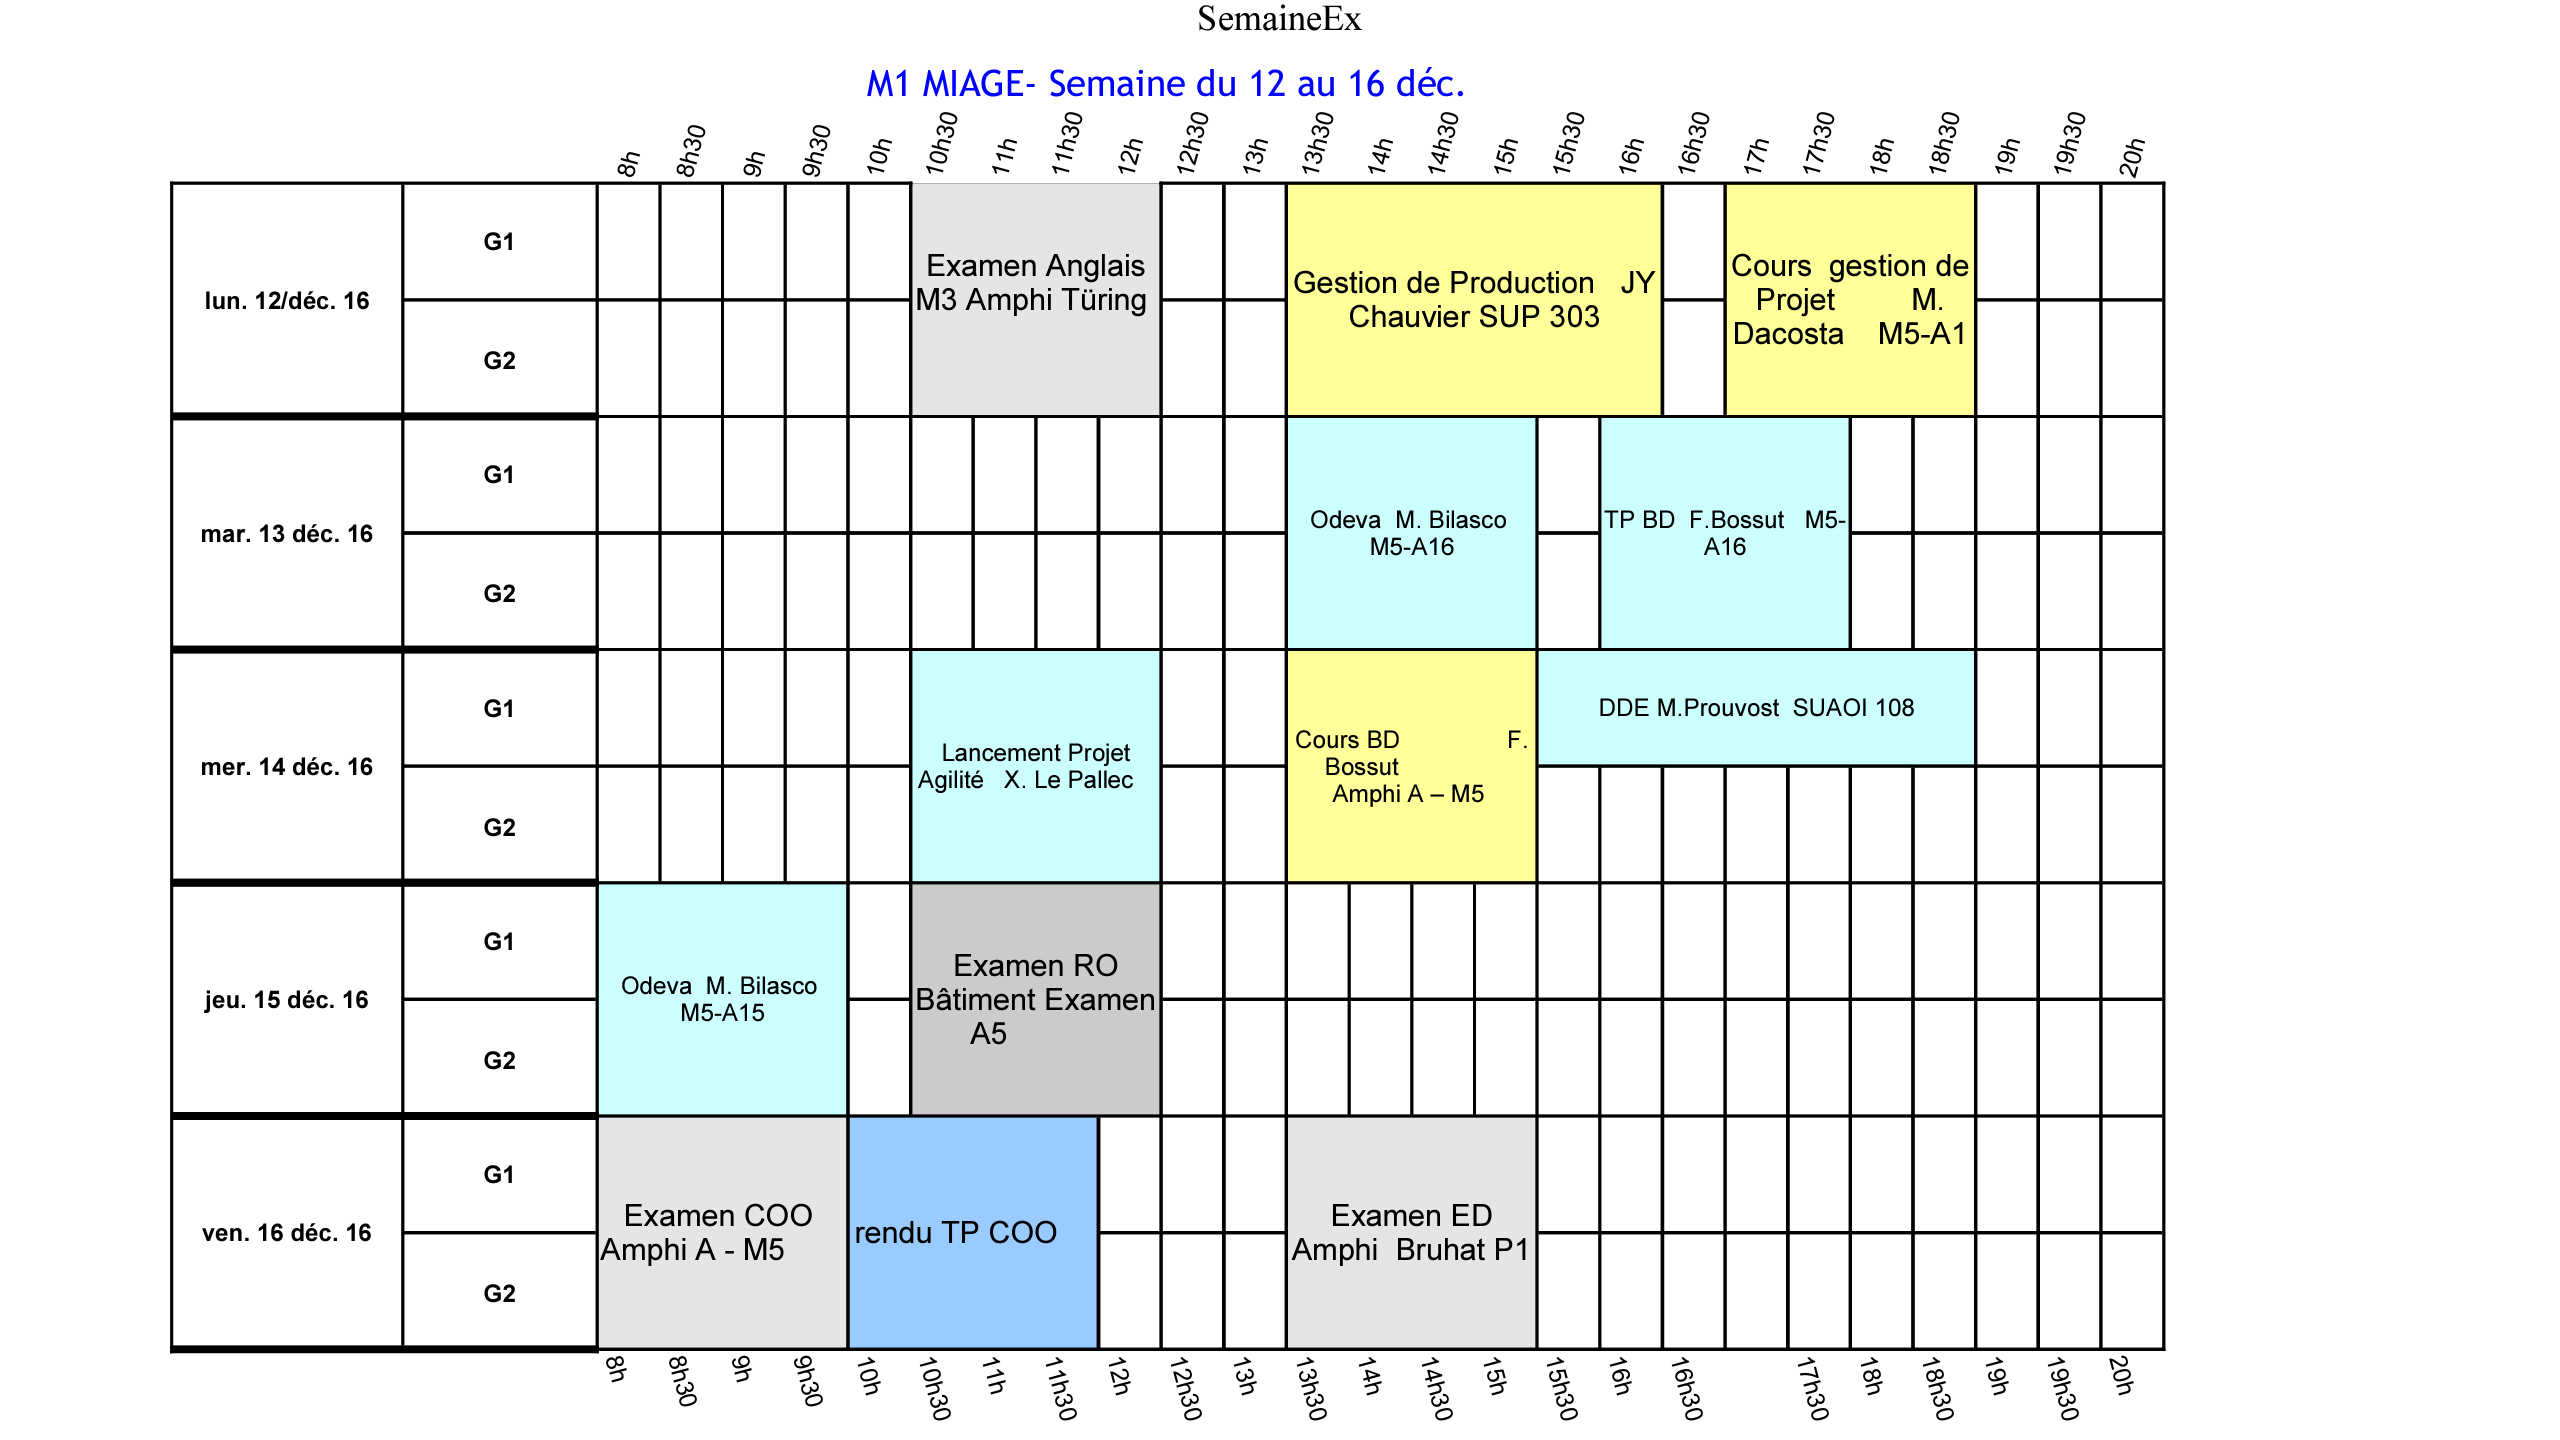 SemaineEx
M1 MIAGE- Semaine du 12 au 16 déc.
8h 8h30 9h 9h30 10h 10h30 11h 11h30 12h 12h30 13h 13h30 14h 14h30 15h 15h30 16h 16h30 17h 17h30 18h 18h30 19h 19h30 20h
lun. 12/déc. 16
G1
G2
Examen Anglais
M3 Amphi Türing
Gestion de Production JY
Chauvier SUP 303
Cours gestion de
Projet M.
Dacosta M5-A1
mar. 13 déc. 16
G1
G2
Odeva M. Bilasco
M5-A16
TP BD F.Bossut M5-
A16
mer. 14 déc. 16
G1
G2
Lancement Projet
Agilité X. Le Pallec
Cours BD F.
Bossut
Amphi A – M5
DDE M.Prouvost SUAOI 108
jeu. 15 déc. 16
G1
G2
Odeva M. Bilasco
M5-A15
Examen RO
Bâtiment Examen
A5
ven. 16 déc. 16
G1
G2
Examen COO
Amphi A - M5
rendu TP COO
Examen ED
Amphi Bruhat P1
8h 8h30 9h 9h30 10h 10h30 11h 11h30 12h 12h30 13h 13h30 14h 14h30 15h 15h30 16h 16h30 17h30 18h 18h30 19h 19h30 20h